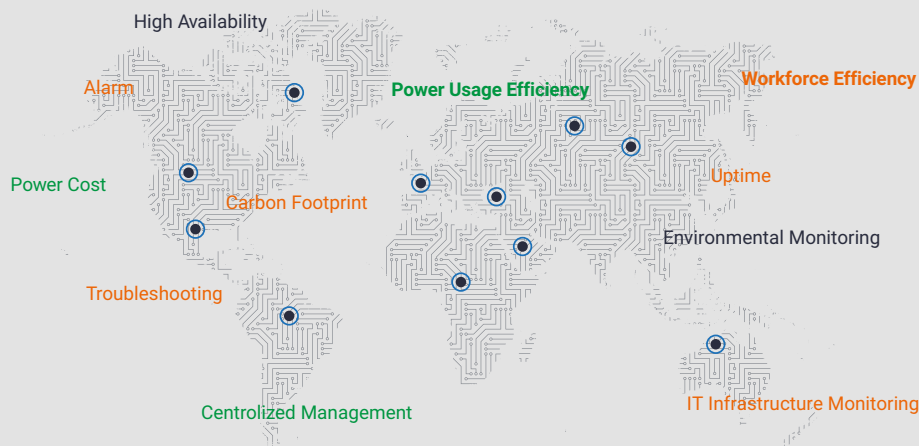 High Availability
Workforce Efficiency
Alarm
Power Usage Efficiency
Uptime
Power Cost
Carbon Footprint
Environmental Monitoring
Troubleshooting
IT Infrastructure Monitoring
Centrolized Management